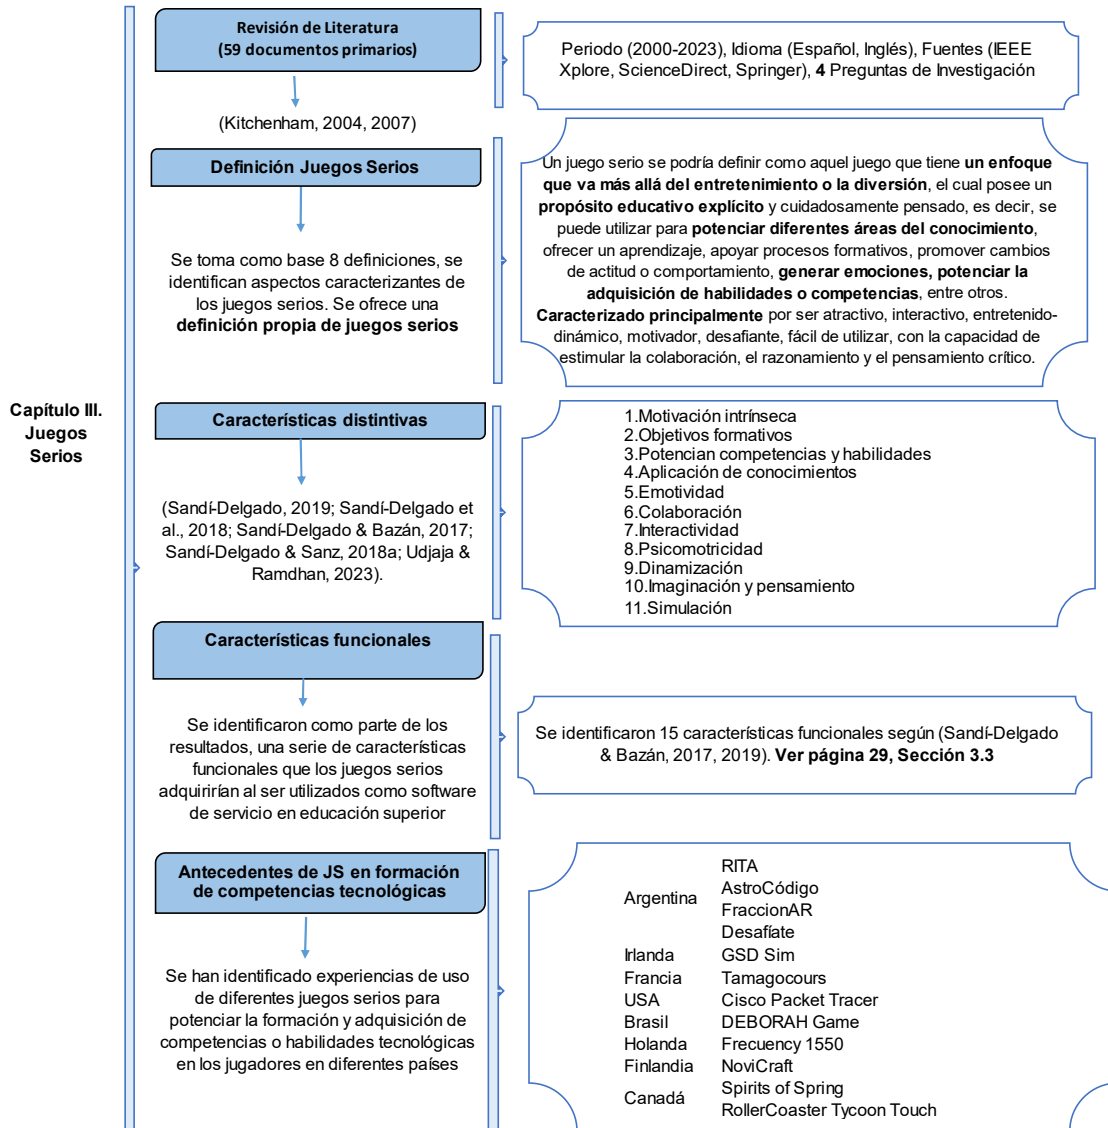 Capítulo III.
Juegos
Serios
Revisión de Literatura
(59 documentos primarios)
(Kitchenham, 2004, 2007)
Periodo (2000-2023), Idioma (Español, Inglés), Fuentes (IEEE
Xplore, ScienceDirect, Springer), 4 Preguntas de Investigación
Definición Juegos Serios
Se toma como base 8 definiciones, se
identifican aspectos caracterizantes de
los juegos serios. Se ofrece una
definición propia de juegos serios
Un juego serio se podría definir como aquel juego que tiene un enfoque
que va más allá del entretenimiento o la diversión, el cual posee un
propósito educativo explícito y cuidadosamente pensado, es decir, se
puede utilizar para potenciar diferentes áreas del conocimiento,
ofrecer un aprendizaje, apoyar procesos formativos, promover cambios
de actitud o comportamiento, generar emociones, potenciar la
adquisición de habilidades o competencias, entre otros.
Caracterizado principalmente por ser atractivo, interactivo, entretenido-
dinámico, motivador, desafiante, fácil de utilizar, con la capacidad de
estimular la colaboración, el razonamiento y el pensamiento crítico.
Características distintivas
(Sandí-Delgado, 2019; Sandí-Delgado et
al., 2018; Sandí-Delgado & Bazán, 2017;
Sandí-Delgado & Sanz, 2018a; Udjaja &
Ramdhan, 2023).
1.Motivación intrínseca
2.Objetivos formativos
3.Potencian competencias y habilidades
4.Aplicación de conocimientos
5.Emotividad
6.Colaboración
7.Interactividad
8.Psicomotricidad
9.Dinamización
10.Imaginación y pensamiento
11.Simulación
Característícas funcionales
Se identificaron como parte de los
resultados, una serie de características
funcionales que los juegos serios
adquirirían al ser utilizados como software
de servicio en educación superior
Se identificaron 15 características funcionales según (Sandí-Delgado
& Bazán, 2017, 2019). Ver página 29, Sección 3.3
Antecedentes de JS en formación
de competencias tecnológicas
Se han identificado experiencias de uso
de diferentes juegos serios para
potenciar la formación y adquisición de
competencias o habilidades tecnológicas
en los jugadores en diferentes países
RITA
Argentina AstroCódigo
FraccionAR
Desafíate
Irlanda GSD Sim
Francia Tamagocours
USA Cisco Packet Tracer
Brasil DEBORAH Game
Holanda Frecuency 1550
Finlandia NoviCraft
Canadá Spirits of Spring
RollerCoaster Tycoon Touch